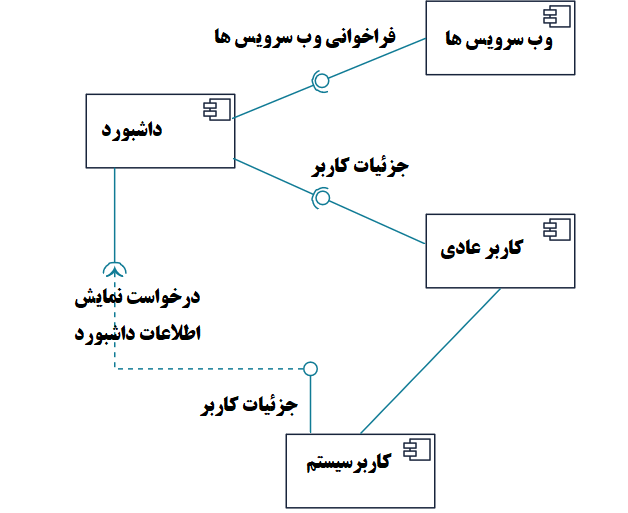 فراخوانی وب سرویس ها
وب سرویس ها
داشبورد
جزئیات کاربر
کاربر عادی
درخواست نمایش
اطلاعات داشبورد
جزئیات کاربر
کاربرسیستم